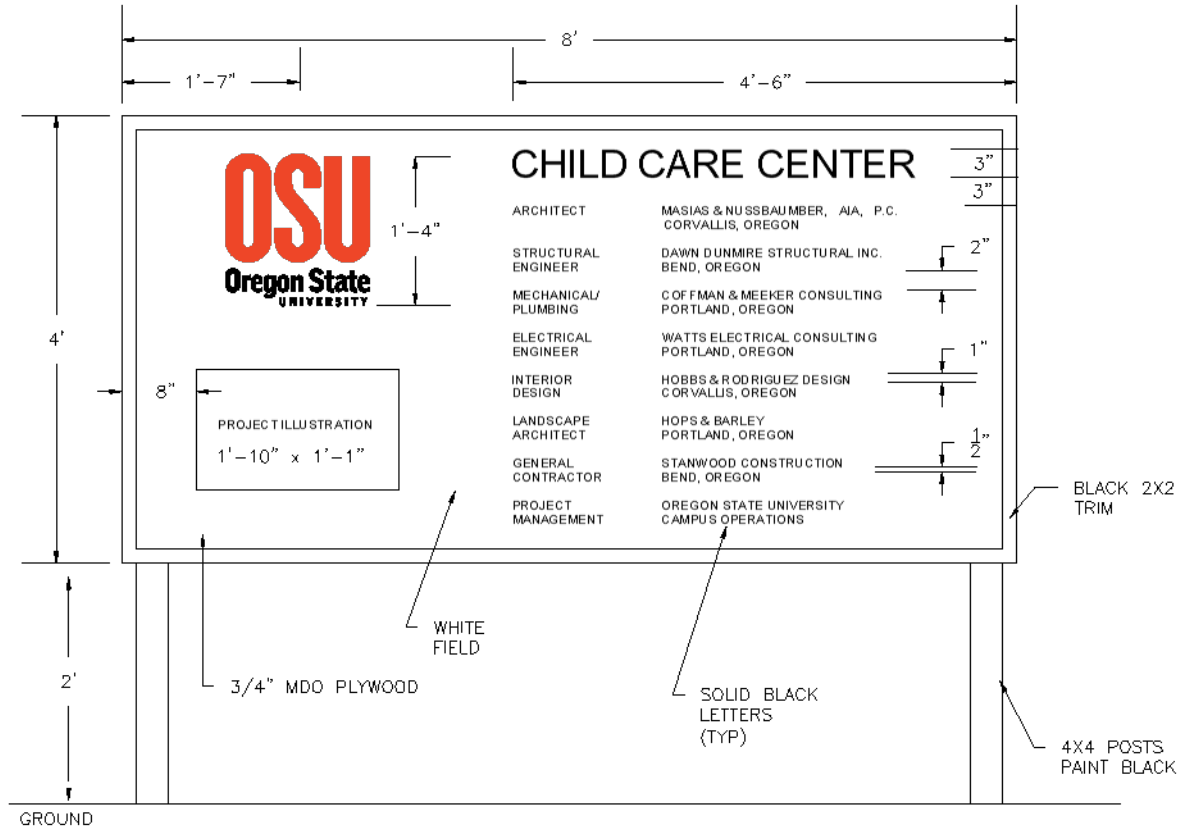 8'
1'-7"
4'-6"
OSU
Oregon State
UNIVERSITY
1'-4"
CHILD CARE CENTER
3"
3"
ARCHITECT
MASIAS & NUSSBAUMBER, AIA, P.C.
CORVALLIS, OREGON
STRUCTURAL
ENGINEER
DAWN DUNMIRE STRUCTURAL INC.
BEND, OREGON
2"
MECHANICAL/
PLUMBING
COFFMAN & MEEKER CONSULTING
PORTLAND, OREGON
4'
ELECTRICAL
ENGINEER
WATTS ELECTRICAL CONSULTING
PORTLAND, OREGON
1"
8"
INTERIOR
DESIGN
HOBBS & RODRIGUEZ DESIGN
CORVALLIS, OREGON
PROJECT ILLUSTRATION
1'-10" x 1'-1"
LANDSCAPE
ARCHITECT
HOPS & BARLEY
PORTLAND, OREGON
1/2"
GENERAL
CONTRACTOR
STANWOOD CONSTRUCTION
BEND, OREGON
PROJECT
MANAGEMENT
OREGON STATE UNIVERSITY
CAMPUS OPERATIONS
BLACK 2X2
TRIM
WHITE
FIELD
2'
3/4" MDO PLYWOOD
SOLID BLACK
LETTERS
(TYP)
4X4 POSTS
PAINT BLACK
GROUND